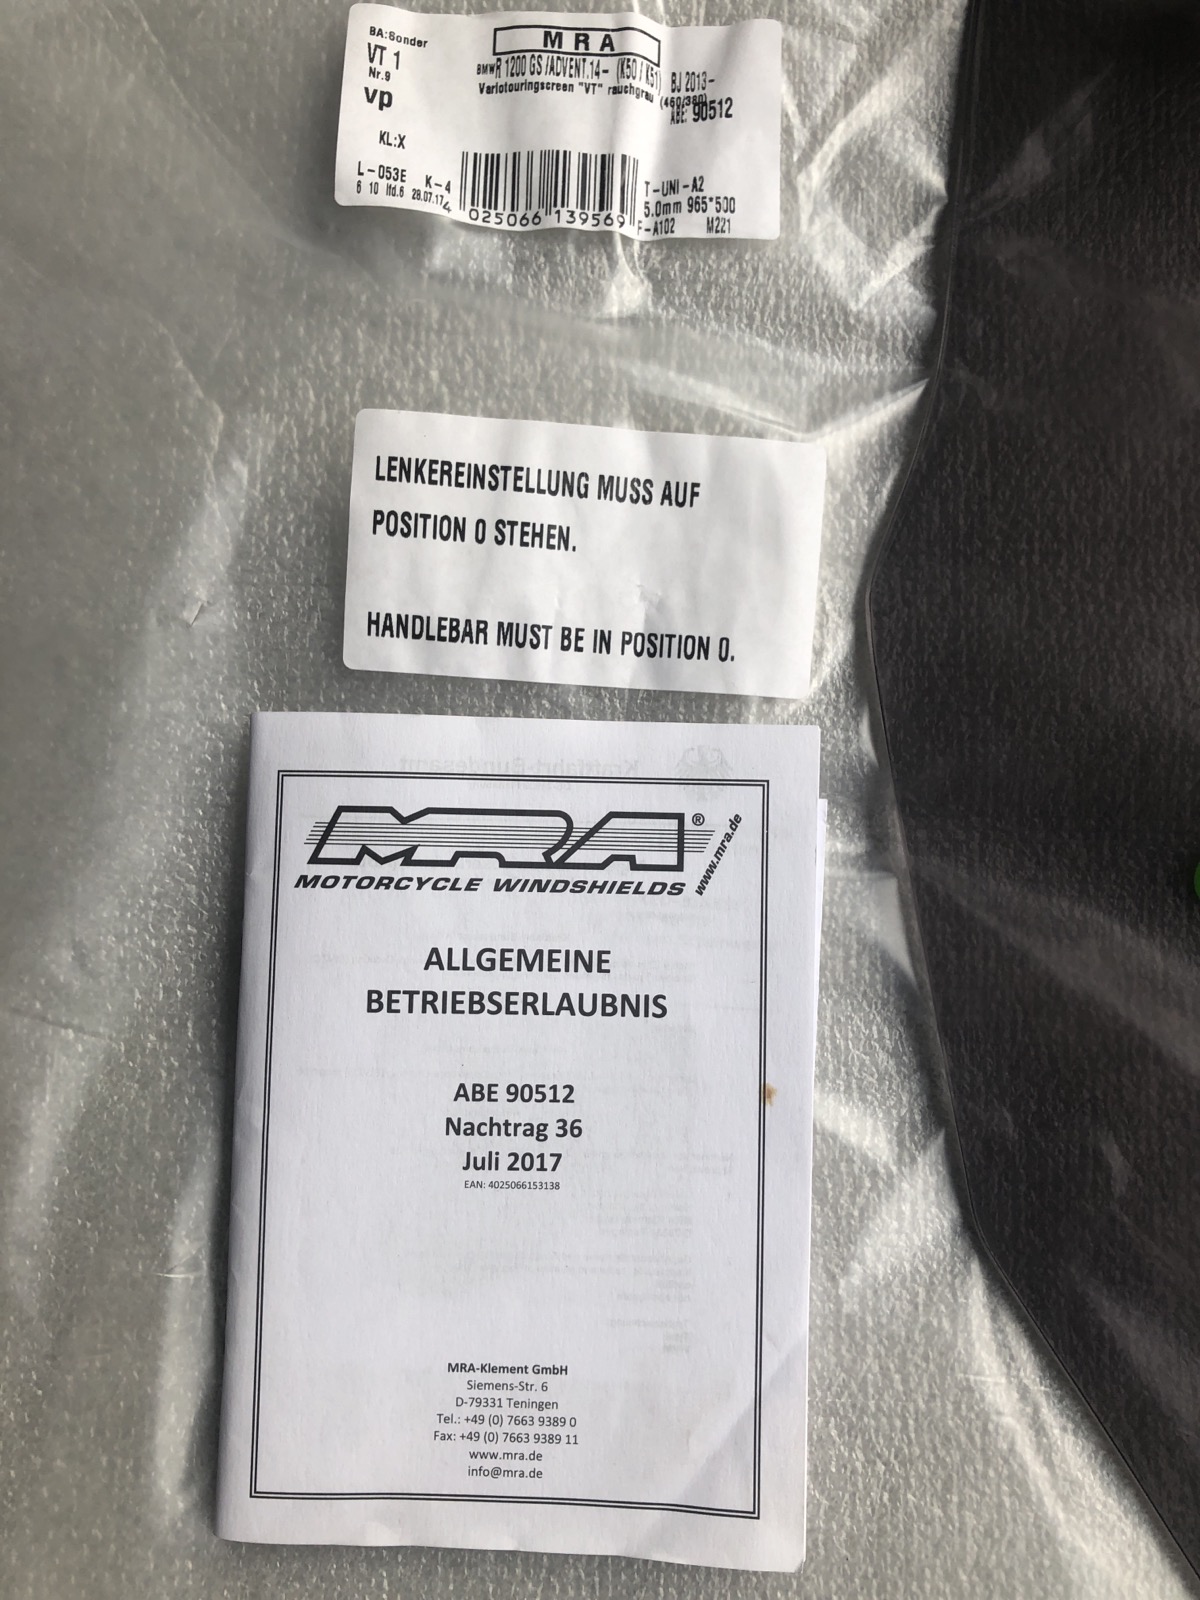 BA:Sonder
VT 1
Nr.9
vp
KL:X
L-053E K-4
6 10 lfd.6 28.07.17
MRA
BMW R 1200 GS /ADVENT.14- (K50 / K51) BJ 2013-
Variotouringscreen "VT" rauchgrau (460/380)
ABE: 90512
4 025066 139569
T-UNI-A2
5.0mm 965*500
F-A102 M221
LENKEREINSTELLUNG MUSS AUF
POSITION 0 STEHEN.
HANDLEBAR MUST BE IN POSITION 0.
MRA®
MOTORCYCLE WINDSHIELDS
www.mra.de
ALLGEMEINE
BETRIEBSERLAUBNIS
ABE 90512
Nachtrag 36
Juli 2017
EAN: 4025066153138
MRA-Klement GmbH
Siemens-Str. 6
D-79331 Teningen
Tel.: +49 (0) 7663 9389 0
Fax: +49 (0) 7663 9389 11
www.mra.de
info@mra.de